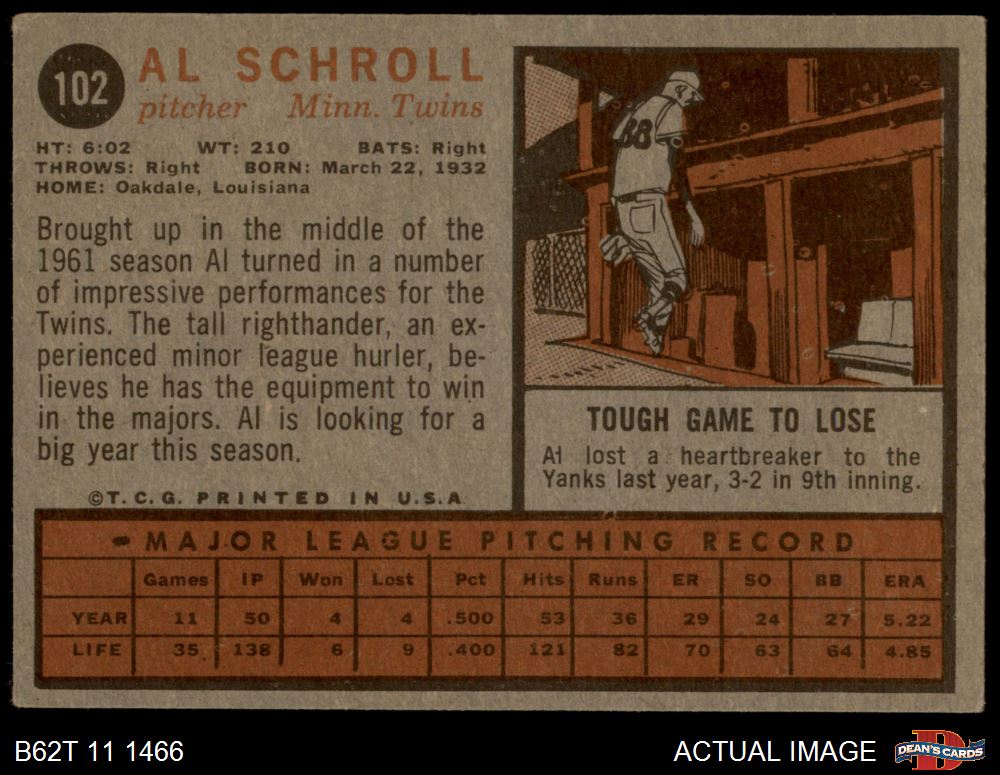 102
AL SCHROLL
pitcher Minn. Twins
HT: 6:02 WT: 210 BATS: Right
THROWS: Right BORN: March 22, 1932
HOME: Oakdale, Louisiana
Brought up in the middle of the
1961 season Al turned in a number
of impressive performances for the
Twins. The tall righthander, an ex-
perienced minor league hurler, be-
lieves he has the equipment to win
in the majors. Al is looking for a
big year this season.
©T.C.G. PRINTED IN U.S.A.
38
TOUGH GAME TO LOSE
Al lost a heartbreaker to the
Yanks last year, 3-2 in 9th inning.
MAJOR LEAGUE PITCHING RECORD
Games IP Won Lost Pct Hits Runs ER SO BB ERA
YEAR 11 50 4 4 .500 53 36 29 24 27 5.22
LIFE 35 138 6 9 .400 121 82 70 63 64 4.85
B62T 11 1466
ACTUAL IMAGE
D
DEAN'S CARDS